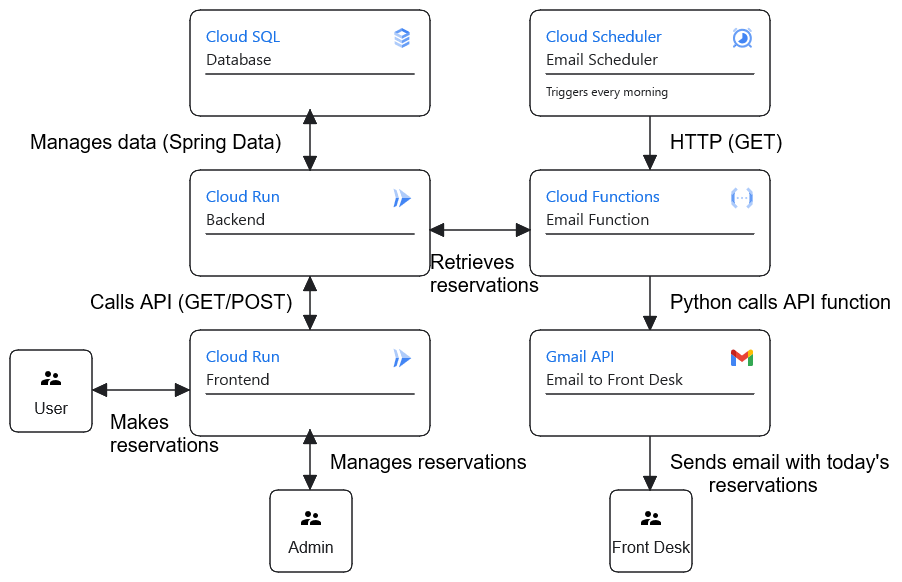 Cloud SQL
Database
Cloud Scheduler
Email Scheduler
Triggers every morning
Manages data (Spring Data)
HTTP (GET)
Cloud Run
Backend
Cloud Functions
Email Function
Retrieves
reservations
Calls API (GET/POST)
Python calls API function
Cloud Run
Frontend
Gmail API
Email to Front Desk
User
Makes
reservations
Manages reservations
Sends email with today's
reservations
Admin
Front Desk